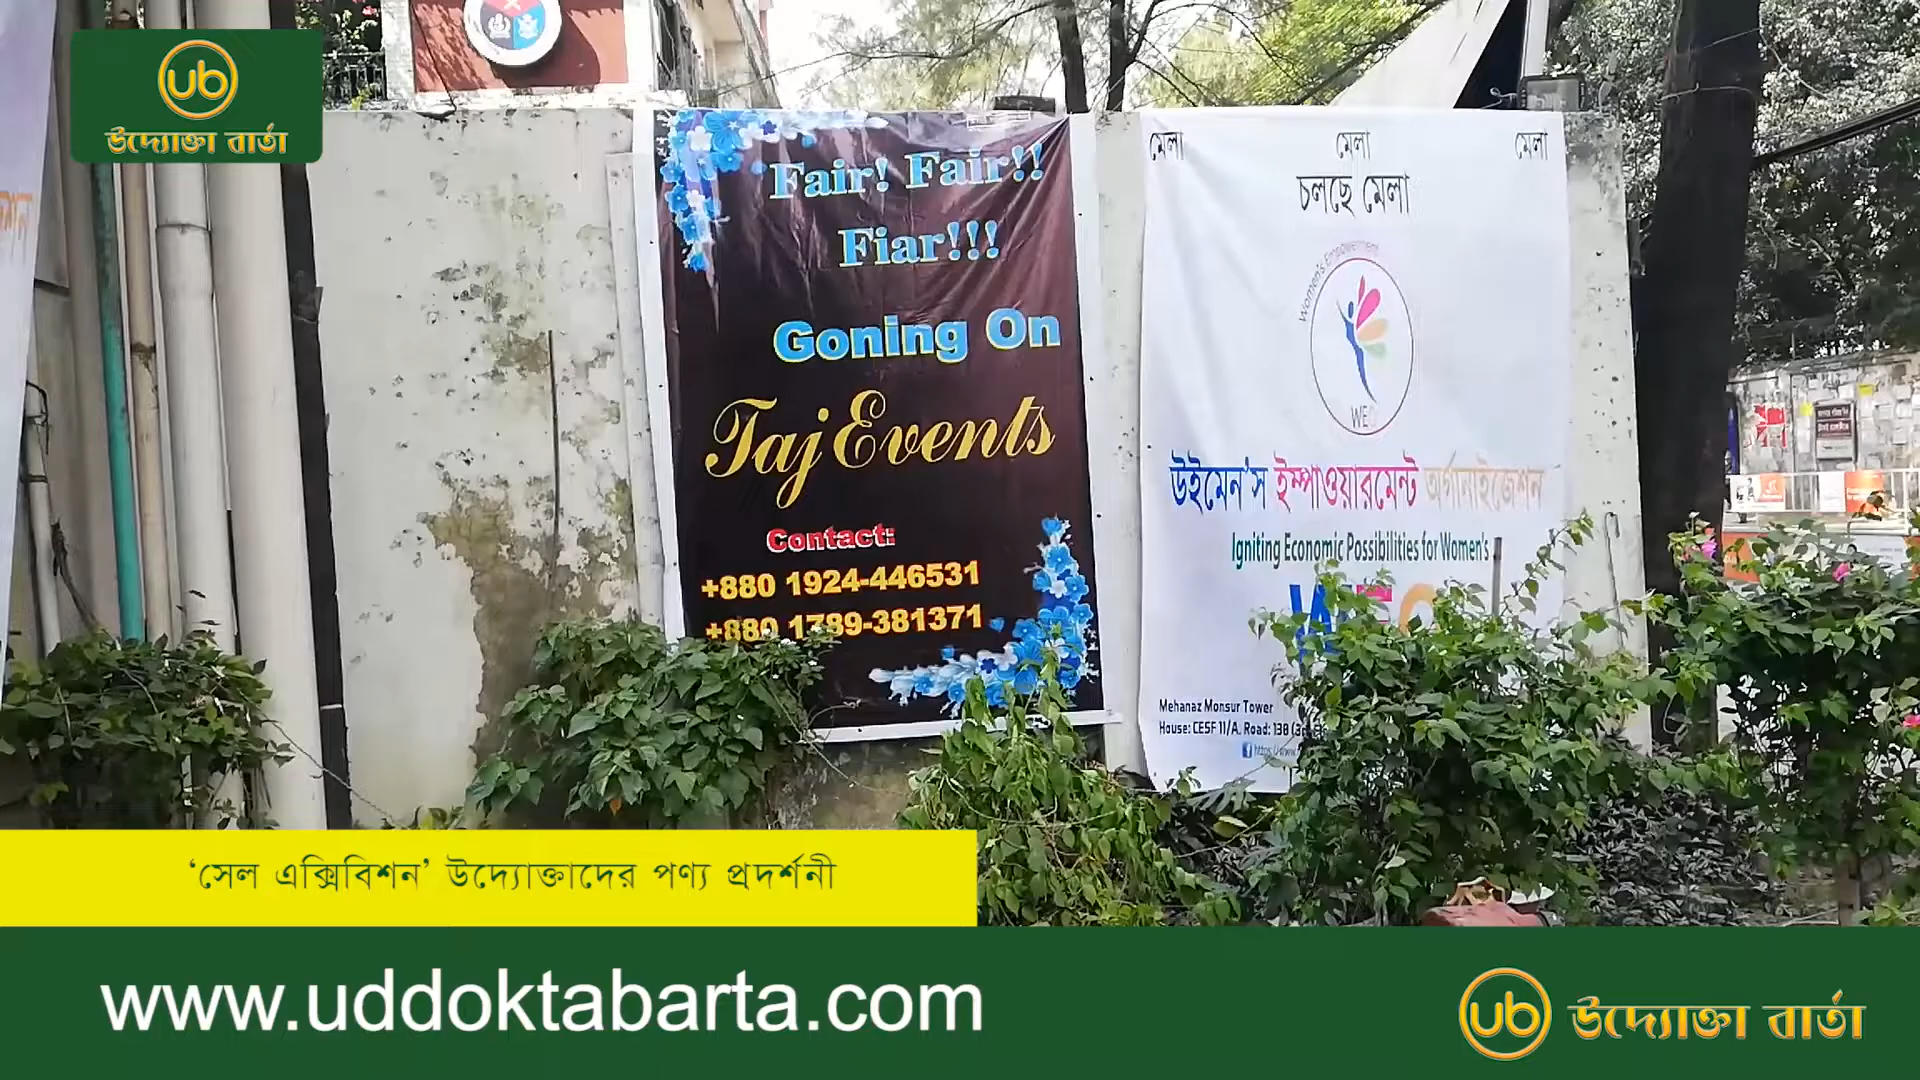 ub
উদ্যোক্তা বার্তা
Fair! Fair!!
Fiar!!!
Goning On
Taj Events
Contact:
+880 1924-446531
+880 1789-381371
মেলা মেলা মেলা
চলছে মেলা
Women's Empowerment
উইমেন'স ইম্পাওয়ারমেন্ট অর্গানাইজেশন
Igniting Economic Possibilities for Women's
Mehanaz Monsur Tower
House: CESF 11/A. Road: 138
‘সেল এক্সিবিশন’ উদ্যোক্তাদের পণ্য প্রদর্শনী
www.uddoktabarta.com
ub উদ্যোক্তা বার্তা